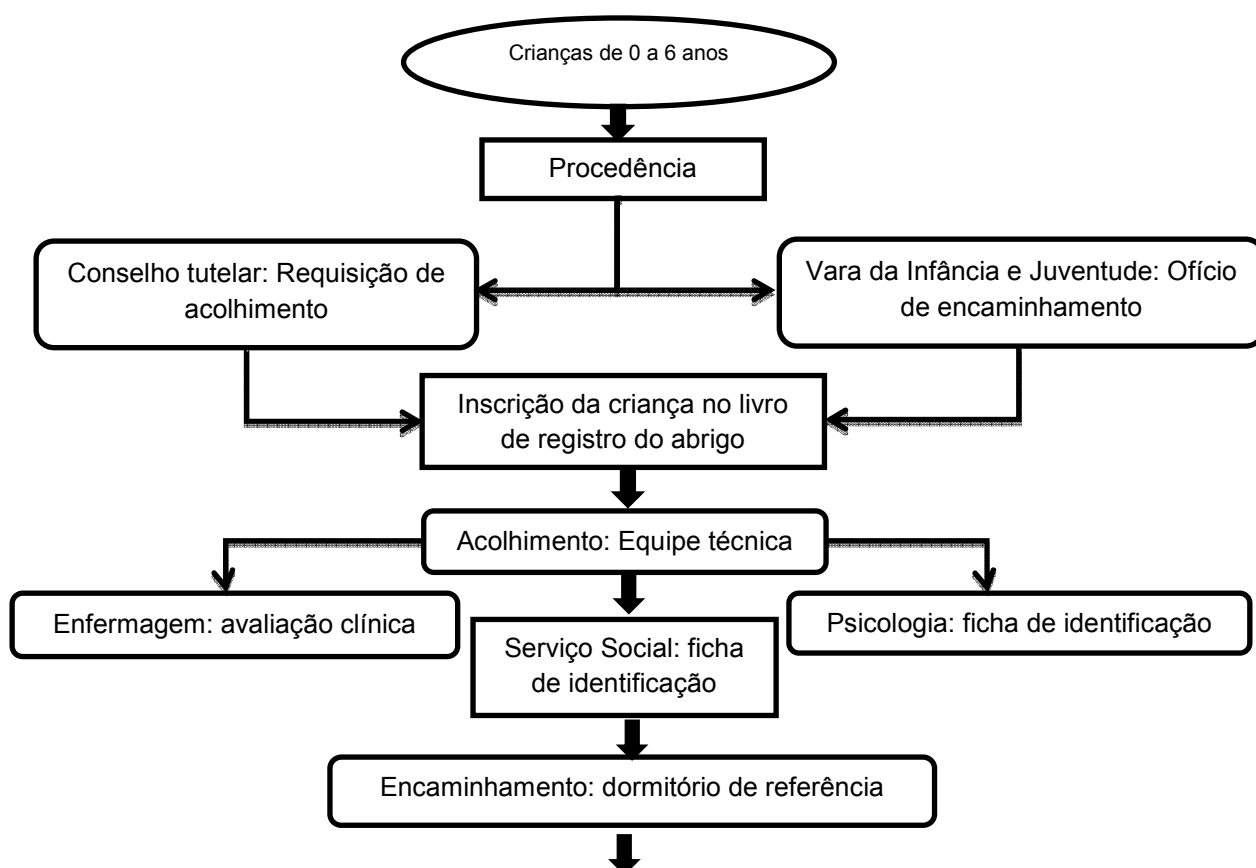 Crianças de 0 a 6 anos
Procedência
Conselho tutelar: Requisição de
acolhimento
Vara da Infância e Juventude: Ofício
de encaminhamento
Inscrição da criança no livro
de registro do abrigo
Acolhimento: Equipe técnica
Enfermagem: avaliação clínica
Serviço Social: ficha
de identificação
Psicologia: ficha de identificação
Encaminhamento: dormitório de referência